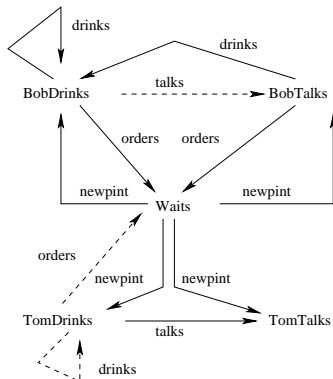 drinks
drinks
talks
BobDrinks BobTalks
orders orders
newpint newpint
Waits
orders
newpint newpint
TomDrinks TomTalks
talks
drinks